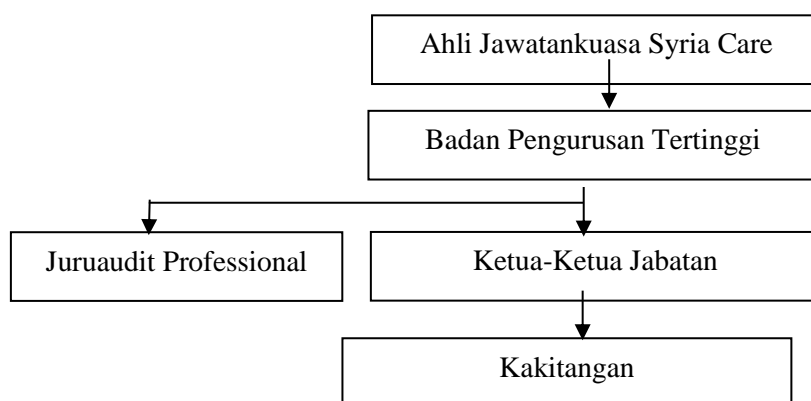 Ahli Jawatankuasa Syria Care
Badan Pengurusan Tertinggi
Juruaudit Professional
Ketua-Ketua Jabatan
Kakitangan